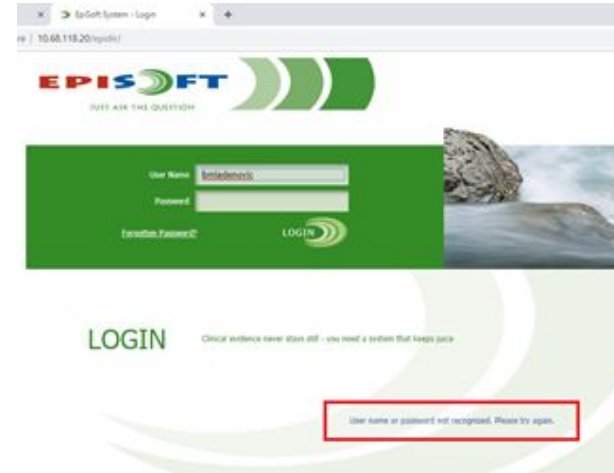 EpiSoft System - Login
10.68.118.20/epidic/
EPISOFT
JUST ASK THE QUESTION
User Name
bmladenovic
Password
Forgotten Password?
LOGIN
LOGIN
Clinical evidence never stays still - you need a system that keeps pace
User name or password not recognized. Please try again.